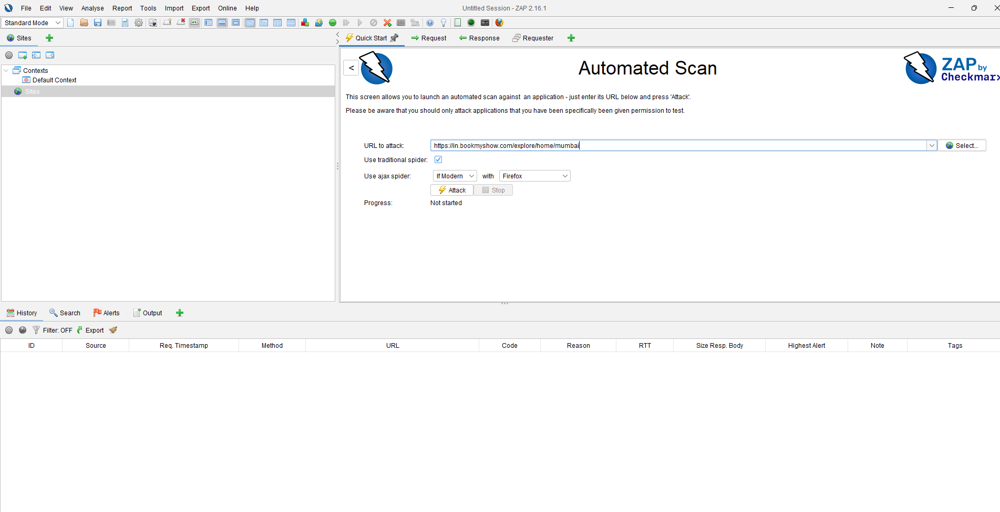 File Edit View Analyse Report Tools Import Export Online Help
Untitled Session - ZAP 2.16.1
Standard Mode
Sites
Quick Start Request Response Requester
Contexts
Default Context
Sites
<
Automated Scan
ZAP by
Checkmarx
This screen allows you to launch an automated scan against an application - just enter its URL below and press 'Attack'.
Please be aware that you should only attack applications that you have been specifically been given permission to test.
URL to attack: https://in.bookmyshow.com/explore/home/mumbai Select...
Use traditional spider:
Use ajax spider: If Modern with Firefox
Attack Stop
Progress: Not started
History Search Alerts Output
Filter: OFF Export
ID Source Req. Timestamp Method URL Code Reason RTT Size Resp. Body Highest Alert Note Tags